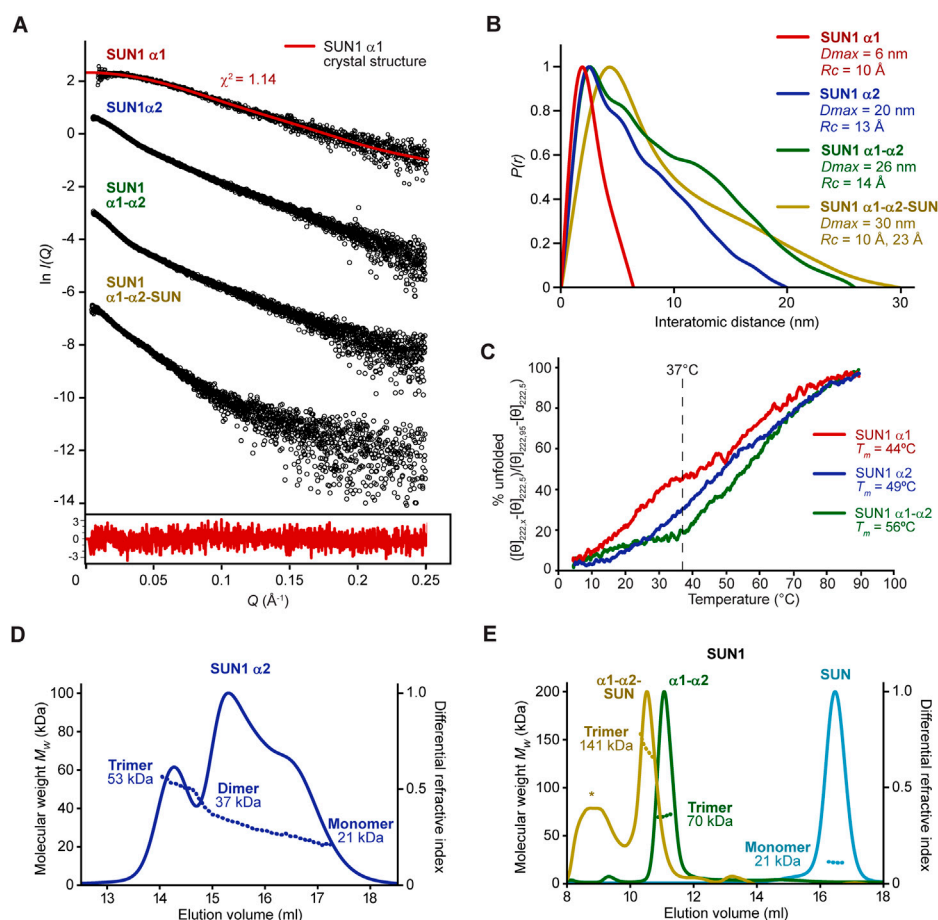 A
SUN1 α1
SUN1 α1
crystal structure
χ² = 1.14
SUN1α2
SUN1
α1-α2
SUN1
α1-α2-SUN
ln I(Q)
2
0
-2
-4
-6
-8
-10
-12
-14
3
0
-3
0
0.05
0.1
0.15
0.20
0.25
Q (Å⁻¹)
B
P(r)
1
0.8
0.6
0.4
0.2
0
0
10
20
30
Interatomic distance (nm)
SUN1 α1
Dmax = 6 nm
Rc = 10 Å
SUN1 α2
Dmax = 20 nm
Rc = 13 Å
SUN1 α1-α2
Dmax = 26 nm
Rc = 14 Å
SUN1 α1-α2-SUN
Dmax = 30 nm
Rc = 10 Å, 23 Å
C
37°C
% unfolded
([θ]222,x-[θ]222,5)/[θ]222,95-[θ]222,5)
100
80
60
40
20
0
0
10
20
30
40
50
60
70
80
90
100
Temperature (°C)
SUN1 α1
Tm = 44ºC
SUN1 α2
Tm = 49ºC
SUN1 α1-α2
Tm = 56ºC
D
SUN1 α2
Molecular weight MW (kDa)
100
80
60
40
20
0
Trimer
53 kDa
Dimer
37 kDa
Monomer
21 kDa
1.0
0.5
0
Differential refractive index
13
14
15
16
17
18
Elution volume (ml)
E
SUN1
α1-α2-
SUN
α1-α2
SUN
Molecular weight MW (kDa)
200
150
100
50
0
Trimer
141 kDa
*
Trimer
70 kDa
Monomer
21 kDa
1.0
0.5
0
Differential refractive index
8
10
12
14
16
18
Elution volume (ml)